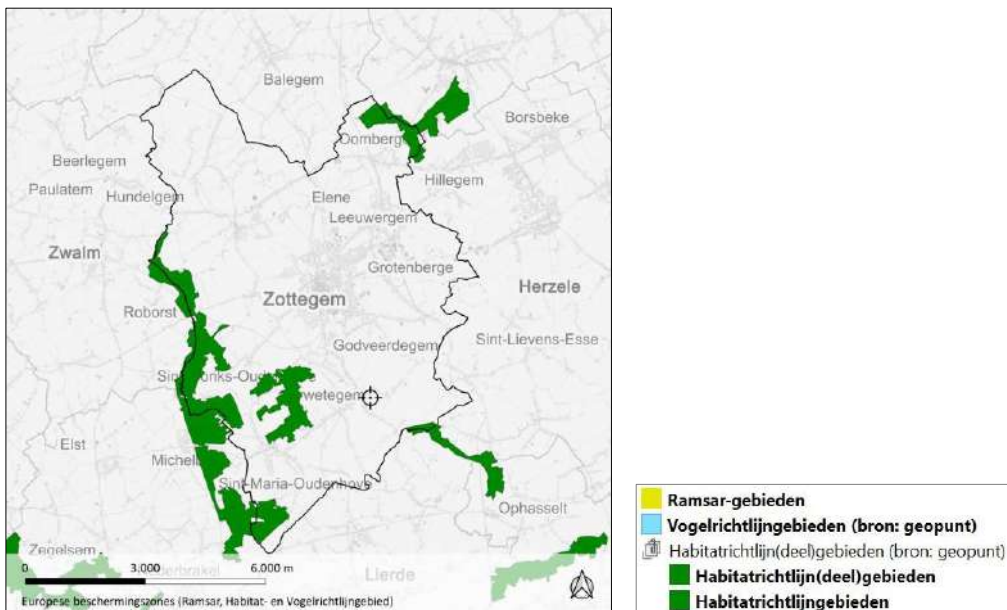 Balegem
Borsbeke
Oomberge
Beerlegem
Hillegem
Paulatem
Hundelgem
Elene
Leeuwergem
Zwalm
Grotenberge
Zottegem
Herzele
Roborst
Godveerdegem
Sint-Lievens-Esse
Elst
Sint-Maria-Oudenhove
Ophasselt
Zegelsem
Lierde
0 3.000 6.000 m
Europese beschermingszones (Ramsar, Habitat- en Vogelrichtlijngebied)
Ramsar-gebieden
Vogelrichtlijngebieden (bron: geopunt)
Habitatrichtlijn(deel)gebieden (bron: geopunt)
Habitatrichtlijn(deel)gebieden
Habitatrichtlijngebieden